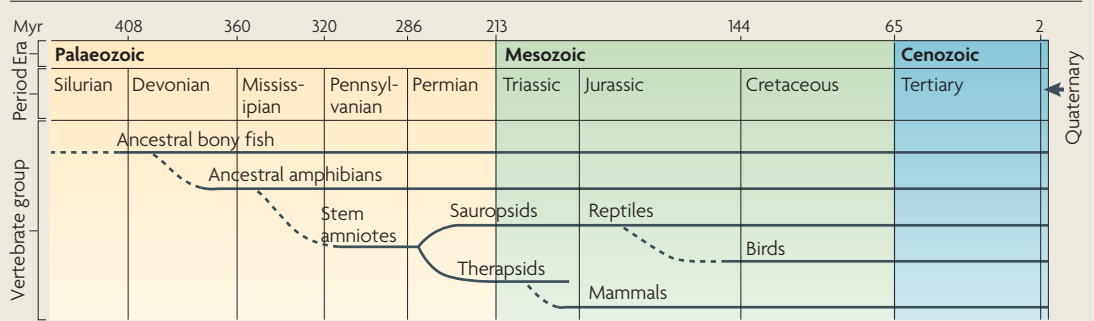 Myr 408 360 320 286 213 144 65 2
Era
Palaeozoic Mesozoic Cenozoic
Period
Silurian Devonian Mississ- Pennsyl- Permian Triassic Jurassic Cretaceous Tertiary
ipian vanian
Quaternary
Vertebrate group
Ancestral bony fish
Ancestral amphibians
Stem
amniotes
Sauropsids Reptiles
Birds
Therapsids
Mammals